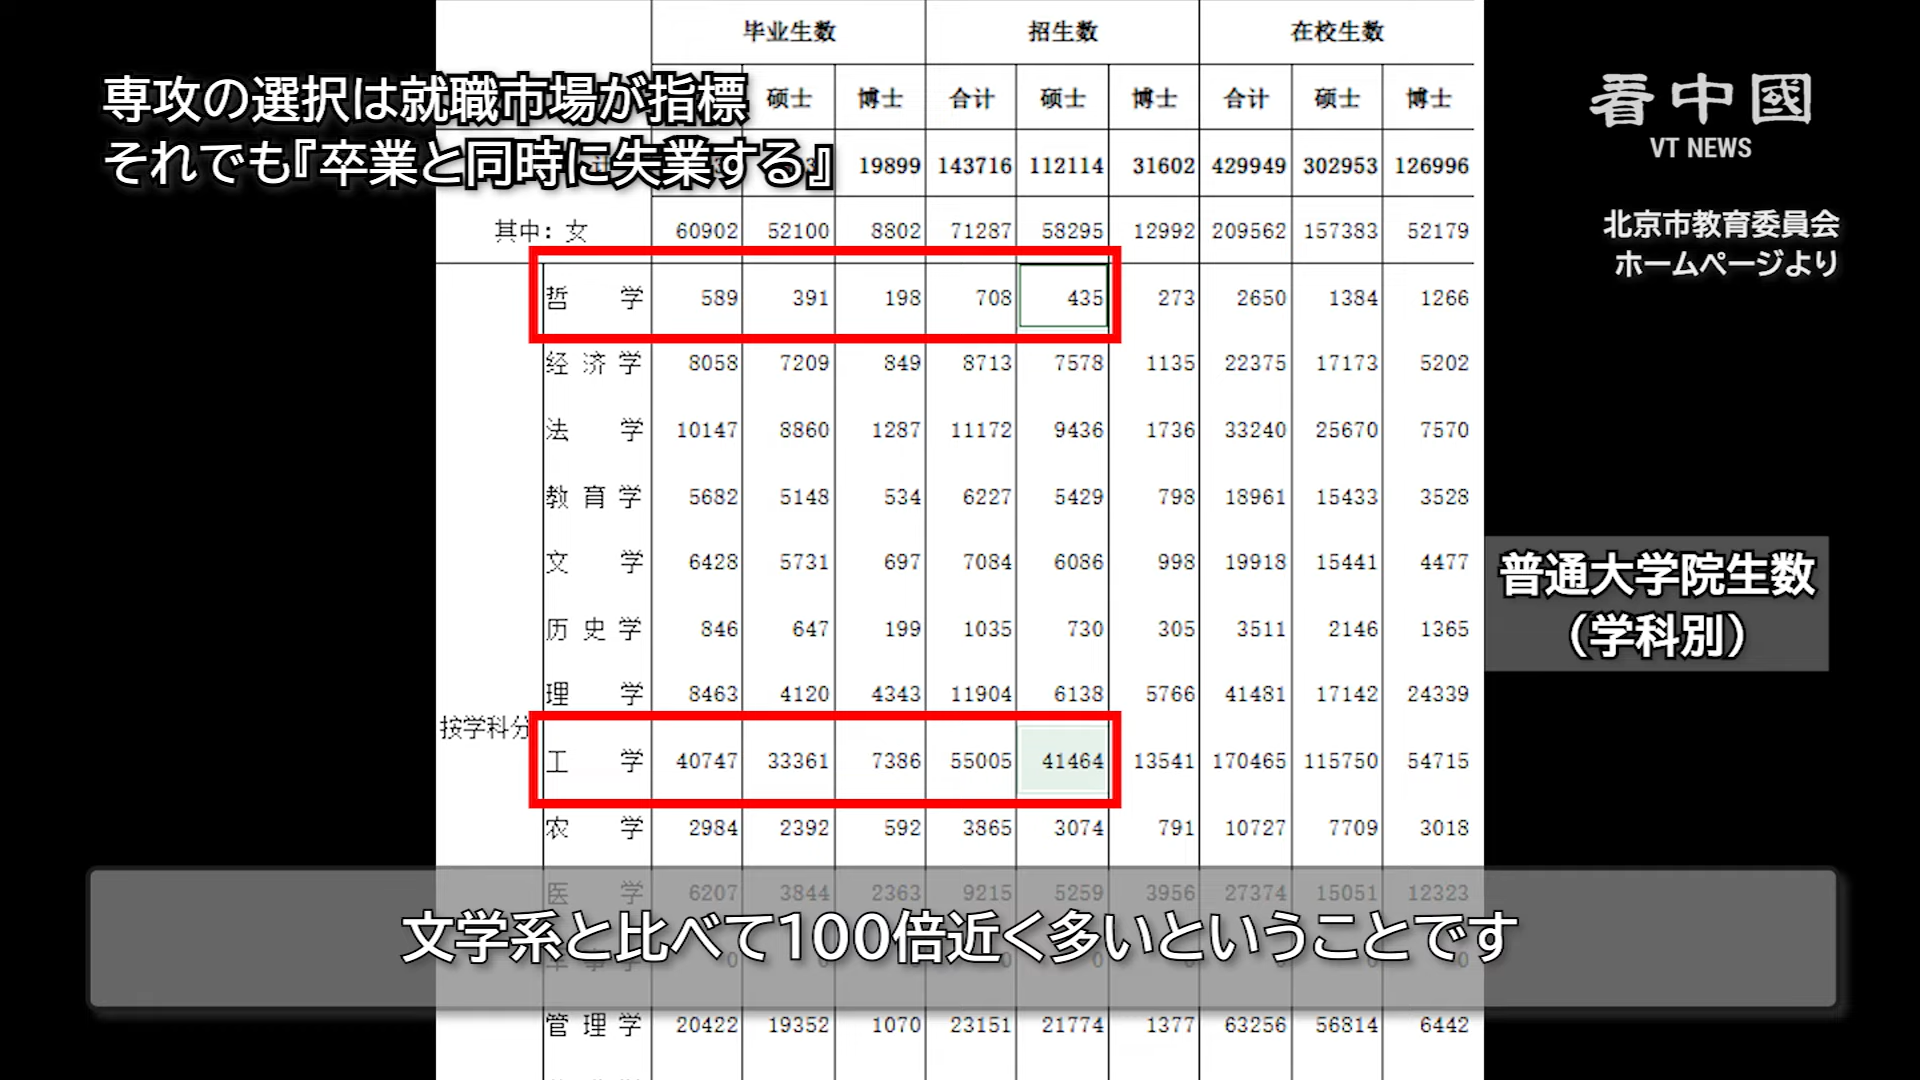 毕业生数 招生数 在校生数
専攻の選択は就職市場が指標
それでも『卒業と同時に失業する』
硕士 博士 合计 硕士 博士 合计 硕士 博士
19899 143716 112114 31602 429949 302953 126996
其中：女 60902 52100 8802 71287 58295 12992 209562 157383 52179
哲学 589 391 198 708 435 273 2650 1384 1266
经济学 8058 7209 849 8713 7578 1135 22375 17173 5202
法学 10147 8860 1287 11172 9436 1736 33240 25670 7570
教育学 5682 5148 534 6227 5429 798 18961 15433 3528
文学 6428 5731 697 7084 6086 998 19918 15441 4477
历史学 846 647 199 1035 730 305 3511 2146 1365
理学 8463 4120 4343 11904 6138 5766 41481 17142 24339
按学科分
工学 40747 33361 7386 55005 41464 13541 170465 115750 54715
农学 2984 2392 592 3865 3074 791 10727 7709 3018
医学 6207 3844 2363 9215 5259 3956 27374 15051 12323
管理学 20422 19352 1070 23151 21774 1377 63256 56814 6442
看中國
VT NEWS
北京市教育委員会
ホームページより
普通大学院生数
（学科別）
文学系と比べて100倍近く多いということです